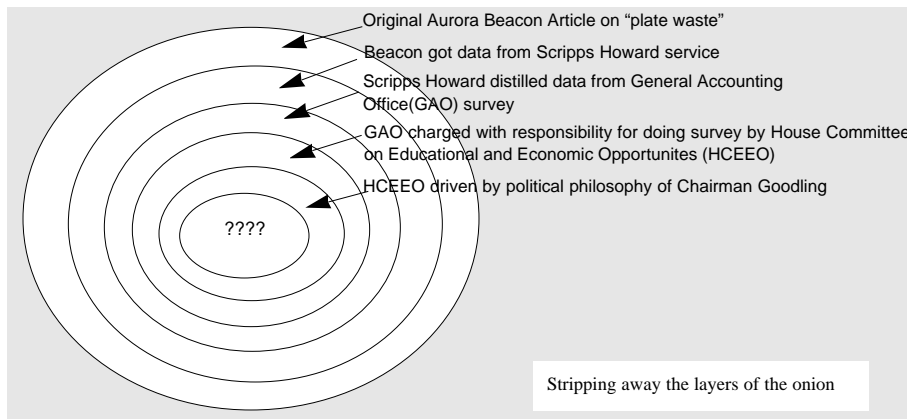 Original Aurora Beacon Article on “plate waste”
Beacon got data from Scripps Howard service
Scripps Howard distilled data from General Accounting
Office(GAO) survey
GAO charged with responsibility for doing survey by House Committee
on Educational and Economic Opportunites (HCEEO)
HCEEO driven by political philosophy of Chairman Goodling
????
Stripping away the layers of the onion